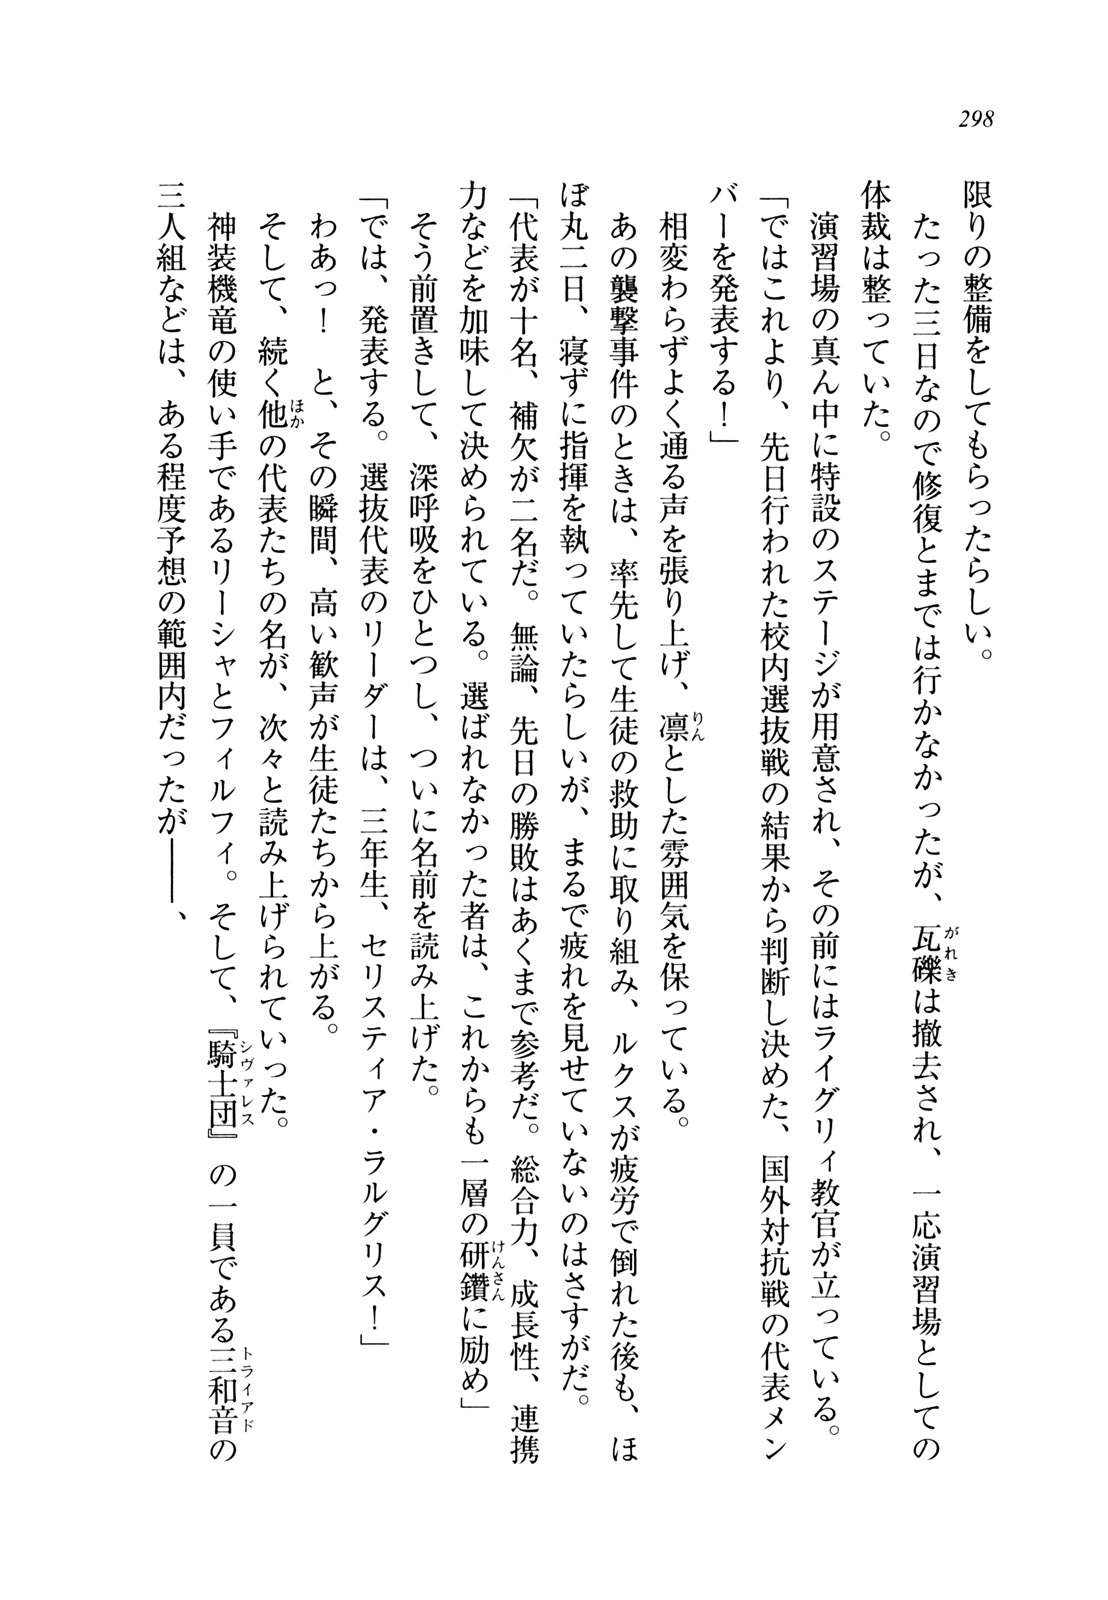 298
限りの整備をしてもらったらしい。
　たった三日なので修復とまでは行かなかったが、瓦礫は撤去され、一応演習場としての
体裁は整っていた。
　演習場の真ん中に特設のステージが用意され、その前にはライグリィ教官が立っている。
「ではこれより、先日行われた校内選抜戦の結果から判断し決めた、国外対抗戦の代表メン
バーを発表する！」
　相変わらずよく通る声を張り上げ、凛とした雰囲気を保っている。
　あの襲撃事件のときは、率先して生徒の救助に取り組み、ルクスが疲労で倒れた後も、ほ
ぼ丸二日、寝ずに指揮を執っていたらしいが、まるで疲れを見せていないのはさすがだ。
「代表が十名、補欠が二名だ。無論、先日の勝敗はあくまで参考だ。総合力、成長性、連携
力などを加味して決められている。選ばれなかった者は、これからも一層の研鑽に励め」
　そう前置きして、深呼吸をひとつし、ついに名前を読み上げた。
「では、発表する。選抜代表のリーダーは、三年生、セリスティア・ラルグリス！」
　わあっ！　と、その瞬間、高い歓声が生徒たちから上がる。
　そして、続く他の代表たちの名が、次々と読み上げられていった。
　神装機竜の使い手であるリーシャとフィルフィ。そして、『騎士団』の一員である三和音の
三人組などは、ある程度予想の範囲内だったが――、
がれき
りん
けんさん
ほか
シヴァレス
トライアド